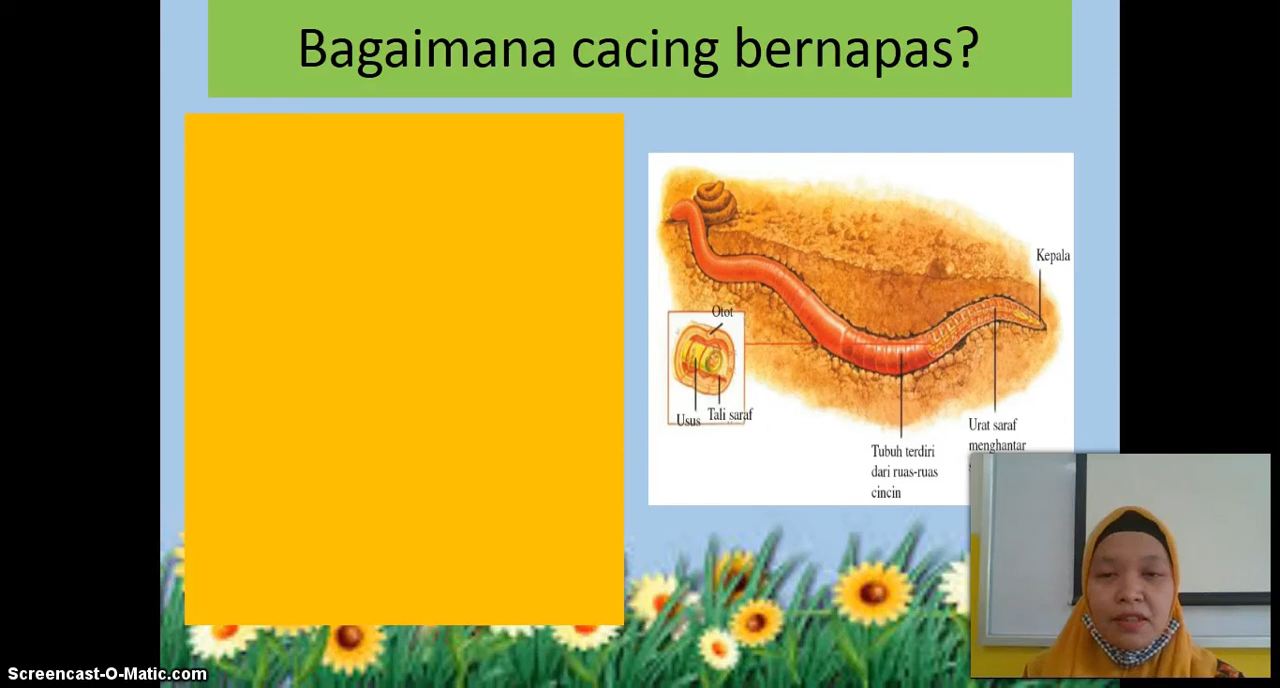 Bagaimana cacing bernapas?
Kepala
Otot
Usus
Tali saraf
Tubuh terdiri
dari ruas-ruas
cincin
Urat saraf
menghantar
Screencast-O-Matic.com